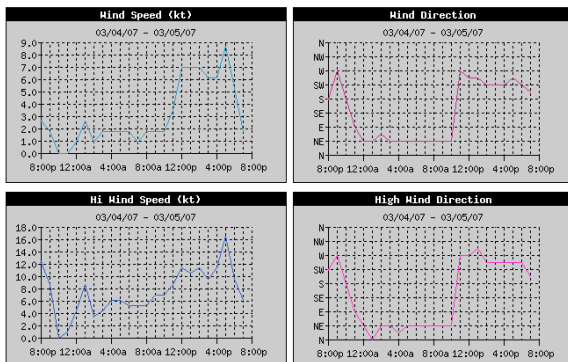 Wind Speed (kt)
03/04/07 - 03/05/07
9.0
8.0
7.0
6.0
5.0
4.0
3.0
2.0
1.0
0.0
8:00p 12:00a 4:00a 8:00a 12:00p 4:00p 8:00p
Wind Direction
03/04/07 - 03/05/07
N
NW
W
SW
S
SE
E
NE
N
8:00p 12:00a 4:00a 8:00a 12:00p 4:00p 8:00p
Hi Wind Speed (kt)
03/04/07 - 03/05/07
18.0
16.0
14.0
12.0
10.0
8.0
6.0
4.0
2.0
0.0
8:00p 12:00a 4:00a 8:00a 12:00p 4:00p 8:00p
High Wind Direction
03/04/07 - 03/05/07
N
NW
W
SW
S
SE
E
NE
N
8:00p 12:00a 4:00a 8:00a 12:00p 4:00p 8:00p